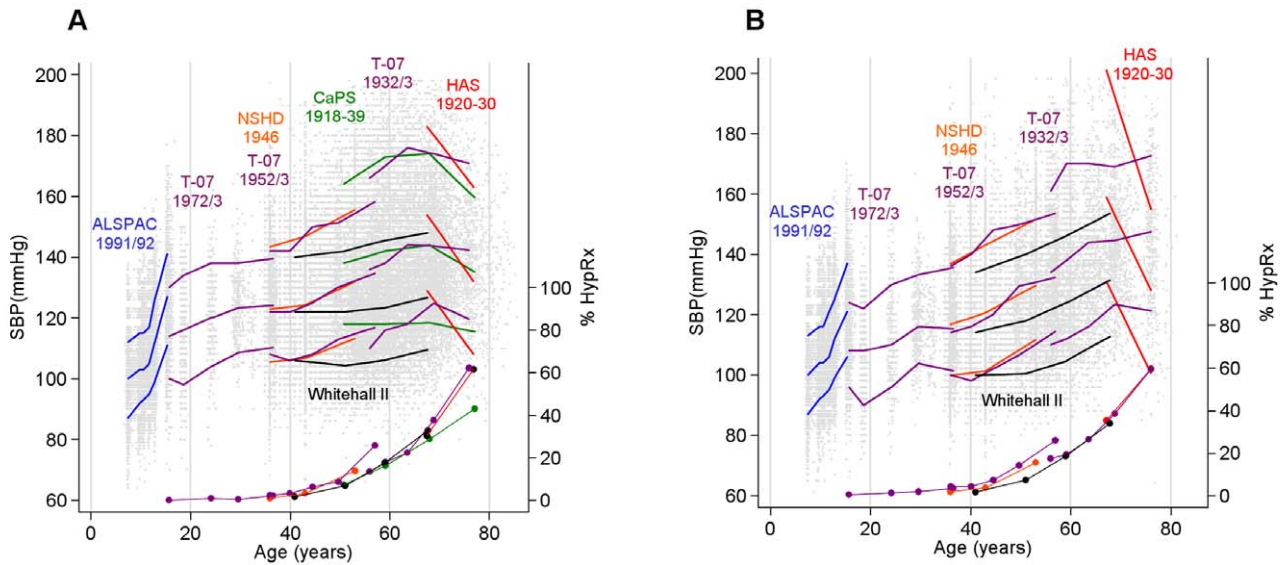 A
SBP(mmHg)
200
180
160
140
120
100
80
60
0
20
40
60
80
Age (years)
100
80
60
40
20
0
% HypRx
ALSPAC
1991/92
T-07
1972/3
NSHD
1946
T-07
1952/3
CaPS
1918-39
T-07
1932/3
HAS
1920-30
Whitehall II
B
SBP(mmHg)
200
180
160
140
120
100
80
60
0
20
40
60
80
Age (years)
100
80
60
40
20
0
% HypRx
ALSPAC
1991/92
T-07
1972/3
NSHD
1946
T-07
1952/3
T-07
1932/3
HAS
1920-30
Whitehall II